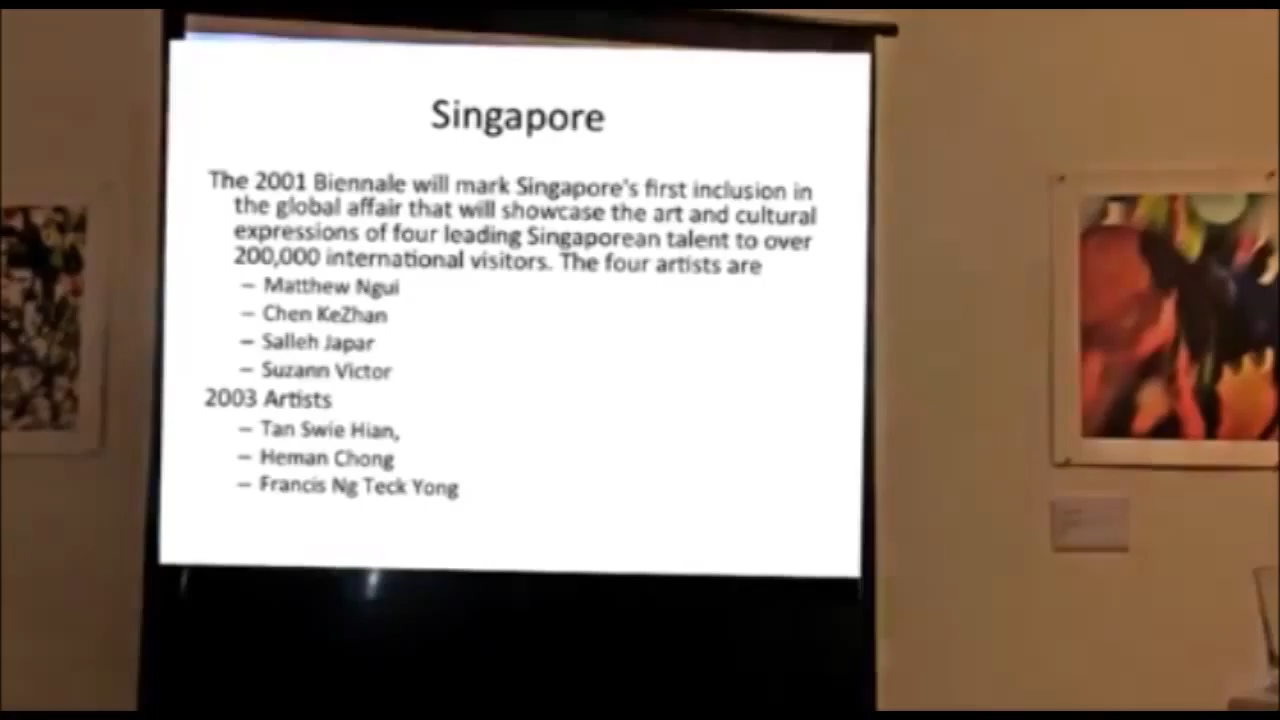 Singapore
The 2001 Biennale will mark Singapore's first inclusion in
the global affair that will showcase the art and cultural
expressions of four leading Singaporean talent to over
200,000 international visitors. The four artists are
– Matthew Ngui
– Chen KeZhan
– Salleh Japar
– Suzann Victor
2003 Artists
– Tan Swie Hian,
– Heman Chong
– Francis Ng Teck Yong